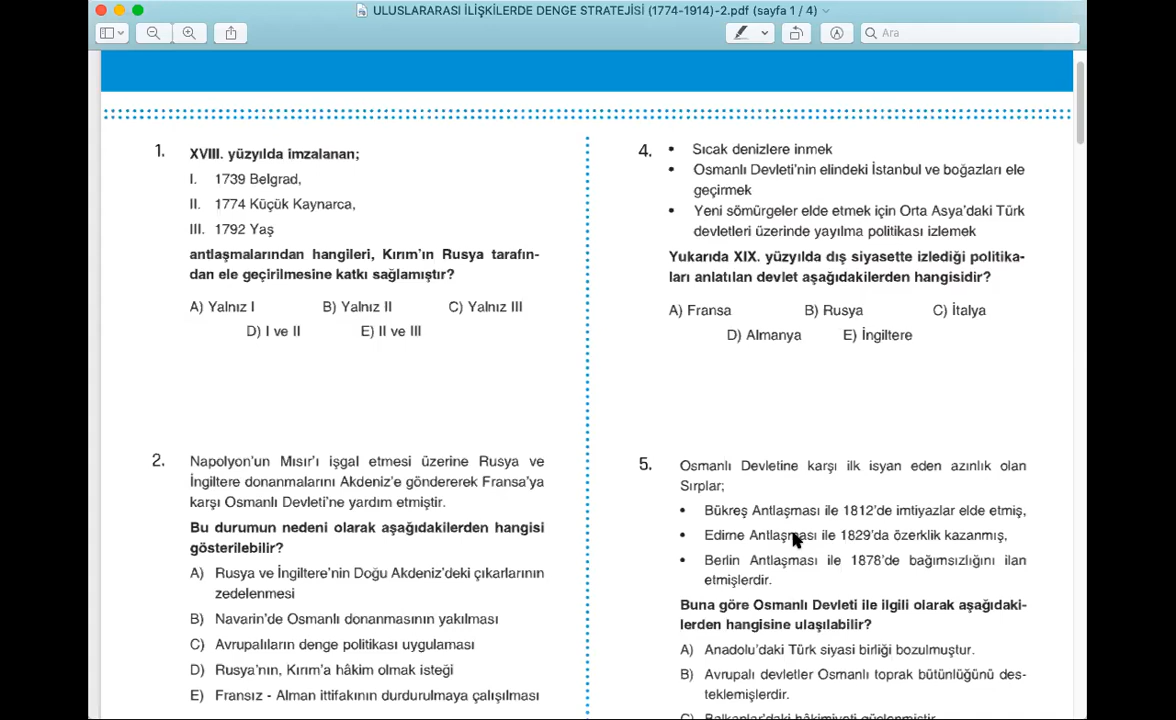 ULUSLARARASI İLİŞKİLERDE DENGE STRATEJİSİ (1774-1914)-2.pdf (sayfa 1 / 4)
Ara
1. XVIII. yüzyılda imzalanan;
I. 1739 Belgrad,
II. 1774 Küçük Kaynarca,
III. 1792 Yaş
antlaşmalarından hangileri, Kırım'ın Rusya tarafın-
dan ele geçirilmesine katkı sağlamıştır?
A) Yalnız I B) Yalnız II C) Yalnız III
D) I ve II E) II ve III
2. Napolyon'un Mısır'ı işgal etmesi üzerine Rusya ve
İngiltere donanmalarını Akdeniz'e göndererek Fransa'ya
karşı Osmanlı Devleti'ne yardım etmiştir.
Bu durumun nedeni olarak aşağıdakilerden hangisi
gösterilebilir?
A) Rusya ve İngiltere'nin Doğu Akdeniz'deki çıkarlarının
zedelenmesi
B) Navarin'de Osmanlı donanmasının yakılması
C) Avrupalıların denge politikası uygulaması
D) Rusya'nın, Kırım'a hâkim olmak isteği
E) Fransız - Alman ittifakının durdurulmaya çalışılması
4. • Sıcak denizlere inmek
• Osmanlı Devleti'nin elindeki İstanbul ve boğazları ele
geçirmek
• Yeni sömürgeler elde etmek için Orta Asya'daki Türk
devletleri üzerinde yayılma politikası izlemek
Yukarıda XIX. yüzyılda dış siyasette izlediği politika-
ları anlatılan devlet aşağıdakilerden hangisidir?
A) Fransa B) Rusya C) İtalya
D) Almanya E) İngiltere
5. Osmanlı Devletine karşı ilk isyan eden azınlık olan
Sırplar;
• Bükreş Antlaşması ile 1812'de imtiyazlar elde etmiş,
• Edirne Antlaşması ile 1829'da özerklik kazanmış,
• Berlin Antlaşması ile 1878'de bağımsızlığını ilan
etmişlerdir.
Buna göre Osmanlı Devleti ile ilgili olarak aşağıdaki-
lerden hangisine ulaşılabilir?
A) Anadolu'daki Türk siyasi birliği bozulmuştur.
B) Avrupalı devletler Osmanlı toprak bütünlüğünü des-
teklemişlerdir.
C) Balkanlar'daki hâkimiyeti güçlenmiştir.